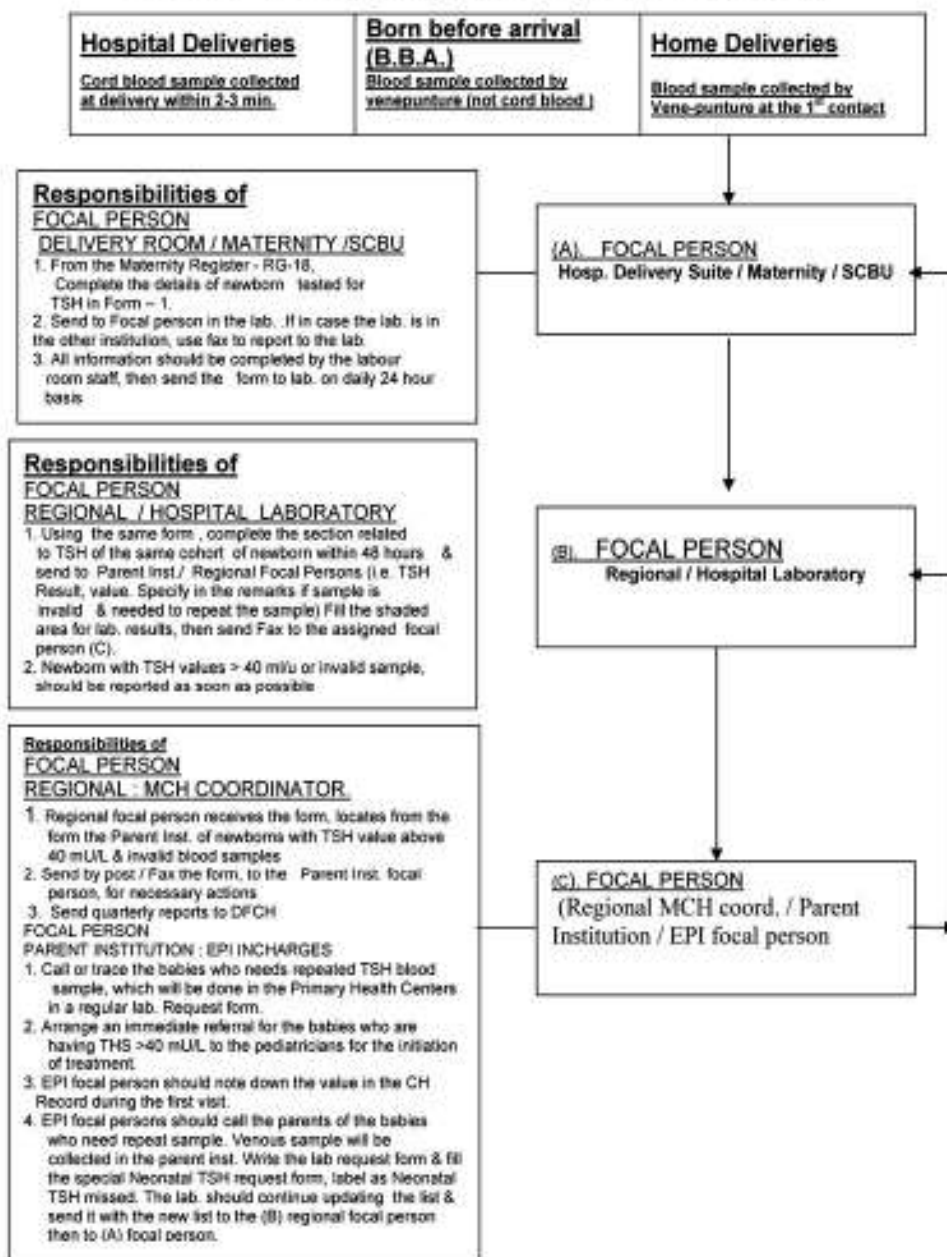 Hospital Deliveries
Cord blood sample collected
at delivery within 2-3 min.
Born before arrival
(B.B.A.)
Blood sample collected by
venepunture (not cord blood )
Home Deliveries
Blood sample collected by
Vene-punture at the 1st contact
Responsibilities of
FOCAL PERSON
DELIVERY ROOM / MATERNITY /SCBU
1. From the Maternity Register - RG-18,
Complete the details of newborn tested for
TSH in Form – 1.
2. Send to Focal person in the lab. .If in case the lab. is in
the other institution, use fax to report to the lab.
3. All information should be completed by the labour
room staff, then send the form to lab. on daily 24 hour
basis
(A). FOCAL PERSON
Hosp. Delivery Suite / Maternity / SCBU
Responsibilities of
FOCAL PERSON
REGIONAL / HOSPITAL LABORATORY
1. Using the same form , complete the section related
to TSH of the same cohort of newborn within 48 hours &
send to Parent Inst./ Regional Focal Persons (i.e. TSH
Result, value. Specify in the remarks if sample is
invalid & needed to repeat the sample) Fill the shaded
area for lab. results, then send Fax to the assigned focal
person (C).
2. Newborn with TSH values > 40 ml/u or invalid sample,
should be reported as soon as possible
(B). FOCAL PERSON
Regional / Hospital Laboratory
Responsibilities of
FOCAL PERSON
REGIONAL : MCH COORDINATOR.
1. Regional focal person receives the form, locates from the
form the Parent Inst. of newborns with TSH value above
40 mU/L & invalid blood samples
2. Send by post / Fax the form, to the Parent Inst. focal
person, for necessary actions
3. Send quarterly reports to DFCH
FOCAL PERSON
PARENT INSTITUTION : EPI INCHARGES
1. Call or trace the babies who needs repeated TSH blood
sample, which will be done in the Primary Health Centers
in a regular lab. Request form.
2. Arrange an immediate referral for the babies who are
having THS >40 mU/L to the pediatricians for the initiation
of treatment
3. EPI focal person should note down the value in the CH
Record during the first visit.
4. EPI focal persons should call the parents of the babies
who need repeat sample. Venous sample will be
collected in the parent inst. Write the lab request form & fill
the special Neonatal TSH request form, label as Neonatal
TSH missed. The lab. should continue updating the list &
send it with the new list to the (B) regional focal person
then to (A) focal person.
(C). FOCAL PERSON
(Regional MCH coord. / Parent
Institution / EPI focal person